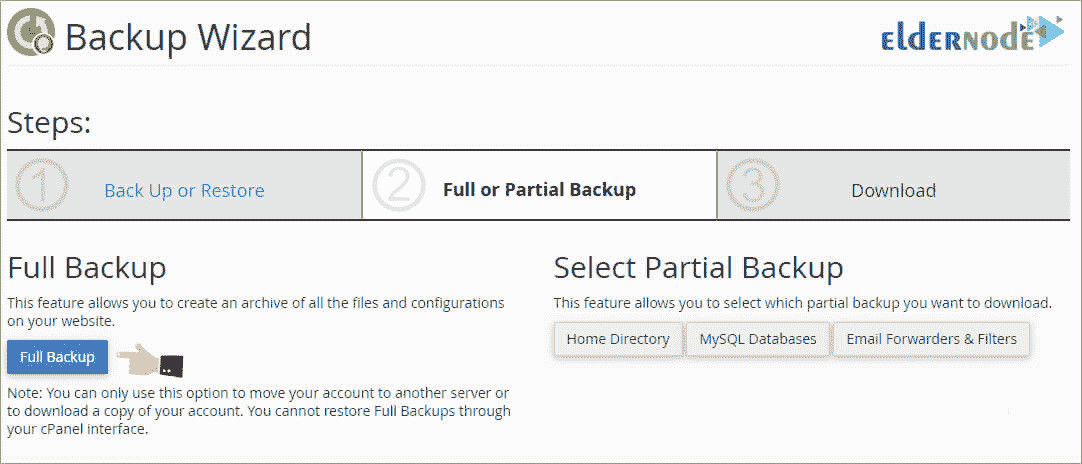 Backup Wizard
eldernode
Steps:
1 Back Up or Restore
2 Full or Partial Backup
3 Download
Full Backup
This feature allows you to create an archive of all the files and configurations
on your website.
Full Backup
Note: You can only use this option to move your account to another server or
to download a copy of your account. You cannot restore Full Backups through
your cPanel interface.
Select Partial Backup
This feature allows you to select which partial backup you want to download.
Home Directory MySQL Databases Email Forwarders & Filters